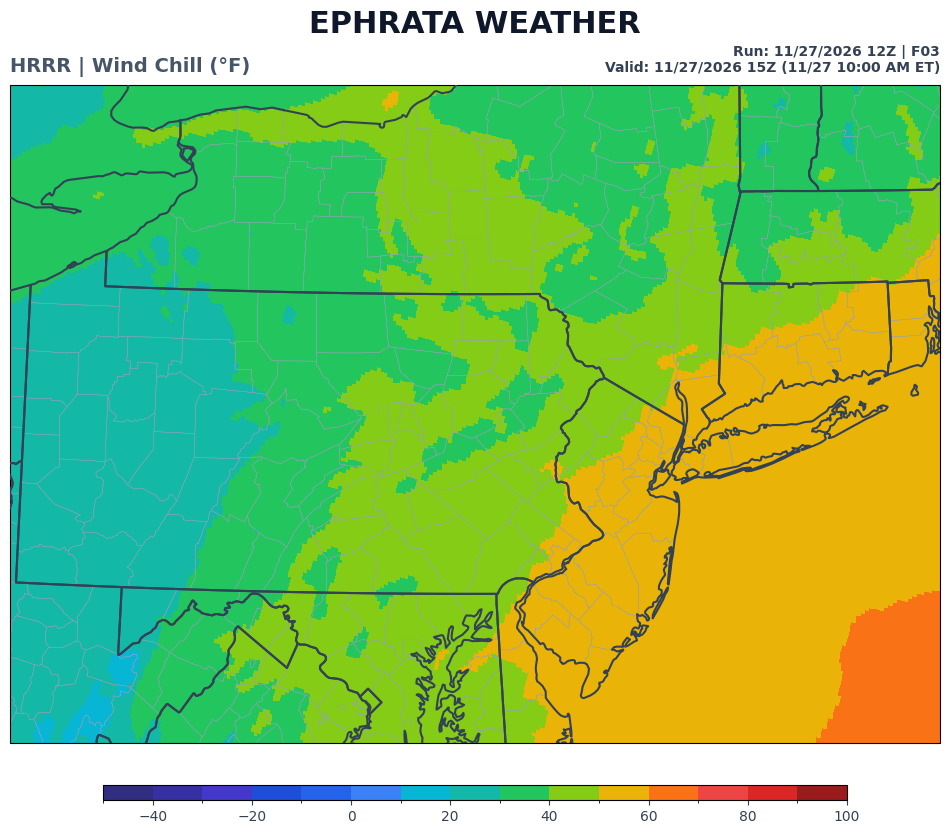 EPHRATA WEATHER
HRRR | Wind Chill (°F)
Run: 11/27/2026 12Z | F03
Valid: 11/27/2026 15Z (11/27 10:00 AM ET)
−40 −20 0 20 40 60 80 100